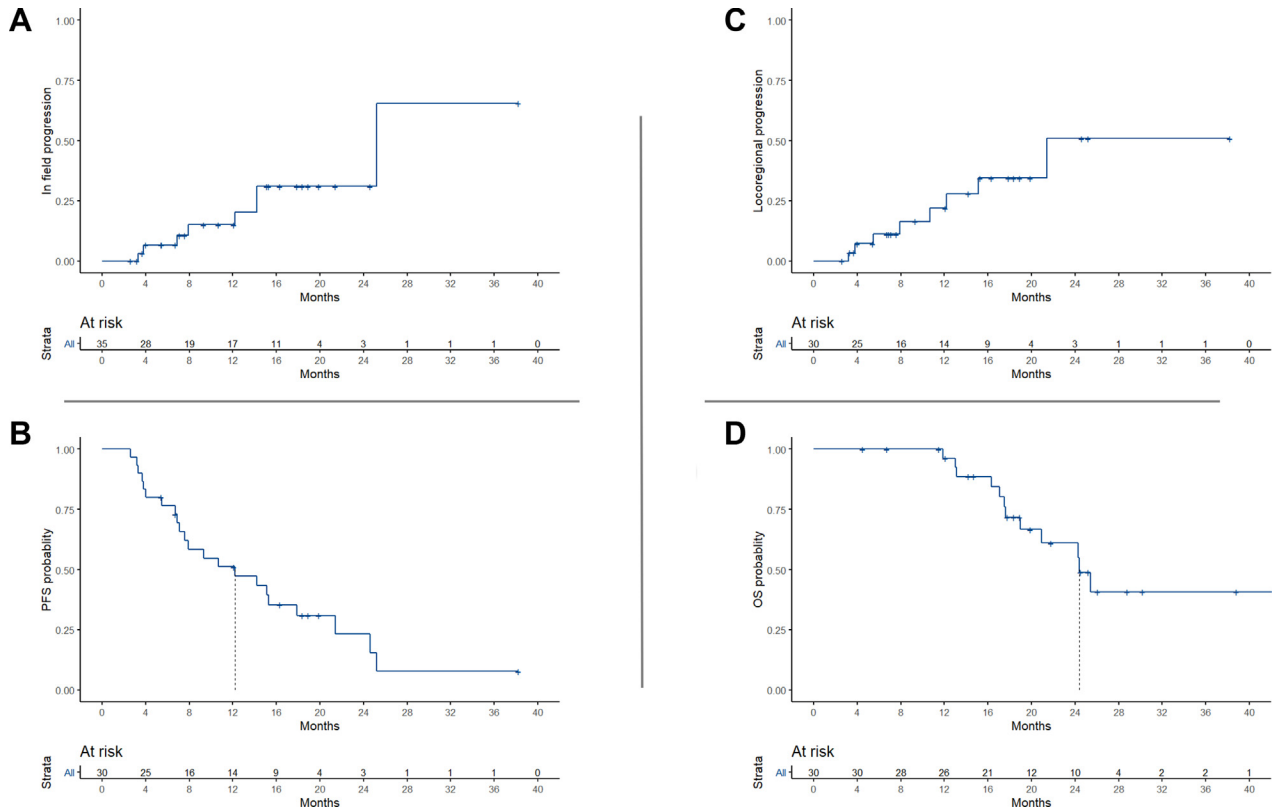 A
1.00
0.75
0.50
0.25
0.00
In field progression
0 4 8 12 16 20 24 28 32 36 40
Months
At risk
Strata
All 35 28 19 17 11 4 3 1 1 1 0
0 4 8 12 16 20 24 28 32 36 40
Months
B
1.00
0.75
0.50
0.25
0.00
PFS probablity
0 4 8 12 16 20 24 28 32 36 40
Months
At risk
Strata
All 30 25 16 14 9 4 3 1 1 1 0
0 4 8 12 16 20 24 28 32 36 40
Months
C
1.00
0.75
0.50
0.25
0.00
Locoregional progression
0 4 8 12 16 20 24 28 32 36 40
Months
At risk
Strata
All 30 25 16 14 9 4 3 1 1 1 0
0 4 8 12 16 20 24 28 32 36 40
Months
D
1.00
0.75
0.50
0.25
0.00
OS probablity
0 4 8 12 16 20 24 28 32 36 40
Months
At risk
Strata
All 30 30 28 26 21 12 10 4 2 2 1
0 4 8 12 16 20 24 28 32 36 40
Months